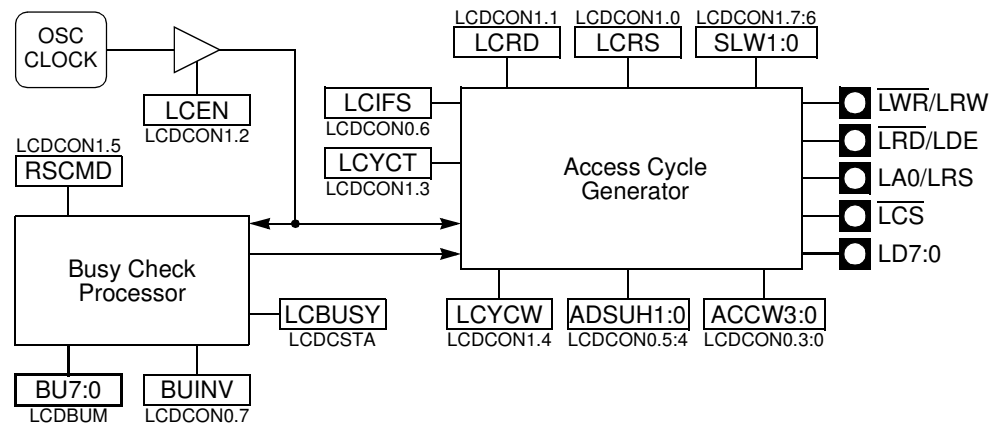 OSC
CLOCK
LCEN
LCDCON1.2
LCDCON1.5
RSCMD
Busy Check
Processor
LCBUSY
LCDCSTA
BU7:0
LCDBUM
BUINV
LCDCON0.7
LCDCON1.1
LCRD
LCDCON1.0
LCRS
LCDCON1.7:6
SLW1:0
LCIFS
LCDCON0.6
LCYCT
LCDCON1.3
Access Cycle
Generator
LCYCW
LCDCON1.4
ADSUH1:0
LCDCON0.5:4
ACCW3:0
LCDCON0.3:0
LWR/LRW
LRD/LDE
LA0/LRS
LCS
LD7:0